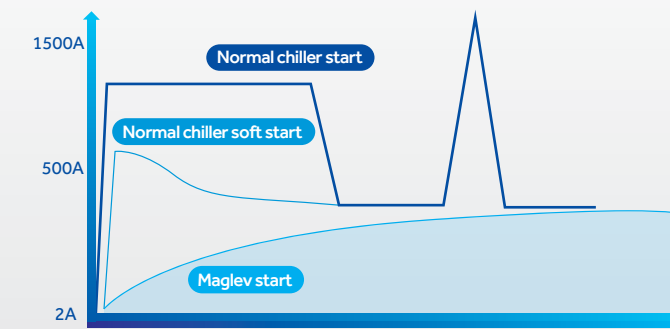 1500A
Normal chiller start
Normal chiller soft start
500A
Maglev start
2A